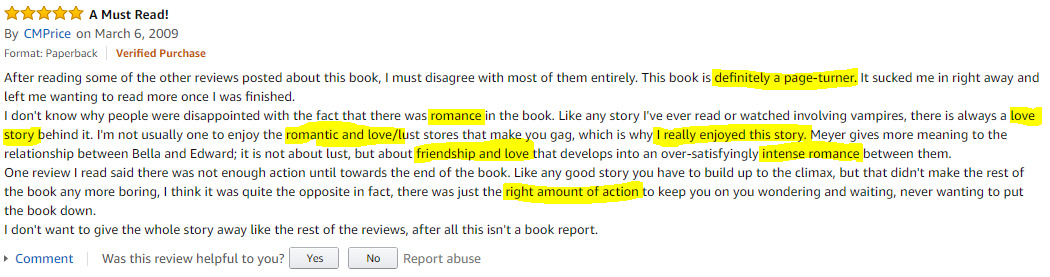 A Must Read!
By CMPrice on March 6, 2009
Format: Paperback Verified Purchase
After reading some of the other reviews posted about this book, I must disagree with most of them entirely. This book is definitely a page-turner. It sucked me in right away and
left me wanting to read more once I was finished.
I don't know why people were disappointed with the fact that there was romance in the book. Like any story I've ever read or watched involving vampires, there is always a love
story behind it. I'm not usually one to enjoy the romantic and love/lust stores that make you gag, which is why I really enjoyed this story. Meyer gives more meaning to the
relationship between Bella and Edward; it is not about lust, but about friendship and love that develops into an over-satisfyingly intense romance between them.
One review I read said there was not enough action until towards the end of the book. Like any good story you have to build up to the climax, but that didn't make the rest of
the book any more boring, I think it was quite the opposite in fact, there was just the right amount of action to keep you on you wondering and waiting, never wanting to put
the book down.
I don't want to give the whole story away like the rest of the reviews, after all this isn't a book report.
Comment Was this review helpful to you? Yes No Report abuse